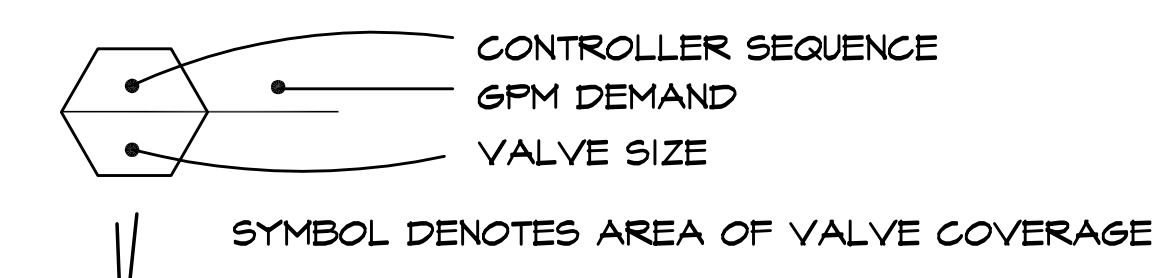 CONTROLLER SEQUENCE
GPM DEMAND
VALVE SIZE
SYMBOL DENOTES AREA OF VALVE COVERAGE